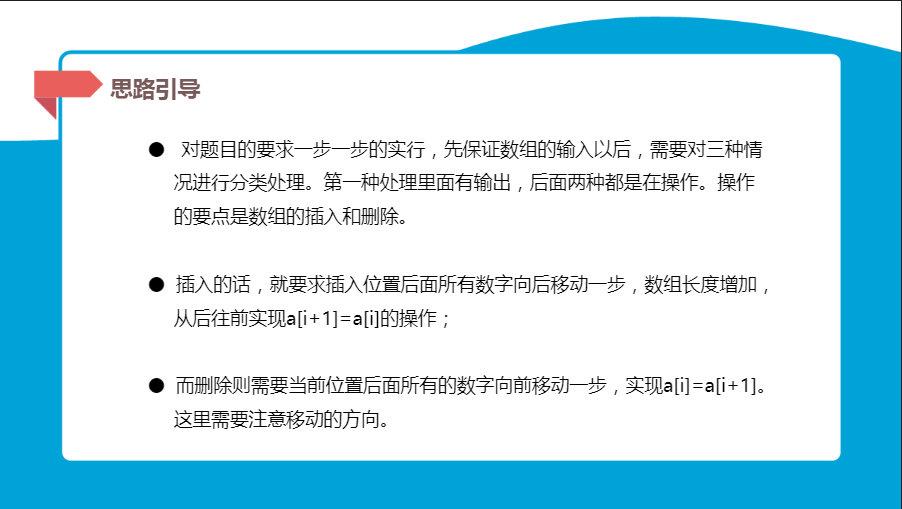 思路引导
● 对题目的要求一步一步的实行，先保证数组的输入以后，需要对三种情
况进行分类处理。第一种处理里面有输出，后面两种都是在操作。操作
的要点是数组的插入和删除。
● 插入的话，就要求插入位置后面所有数字向后移动一步，数组长度增加，
从后往前实现a[i+1]=a[i]的操作；
● 而删除则需要当前位置后面所有的数字向前移动一步，实现a[i]=a[i+1]。
这里需要注意移动的方向。